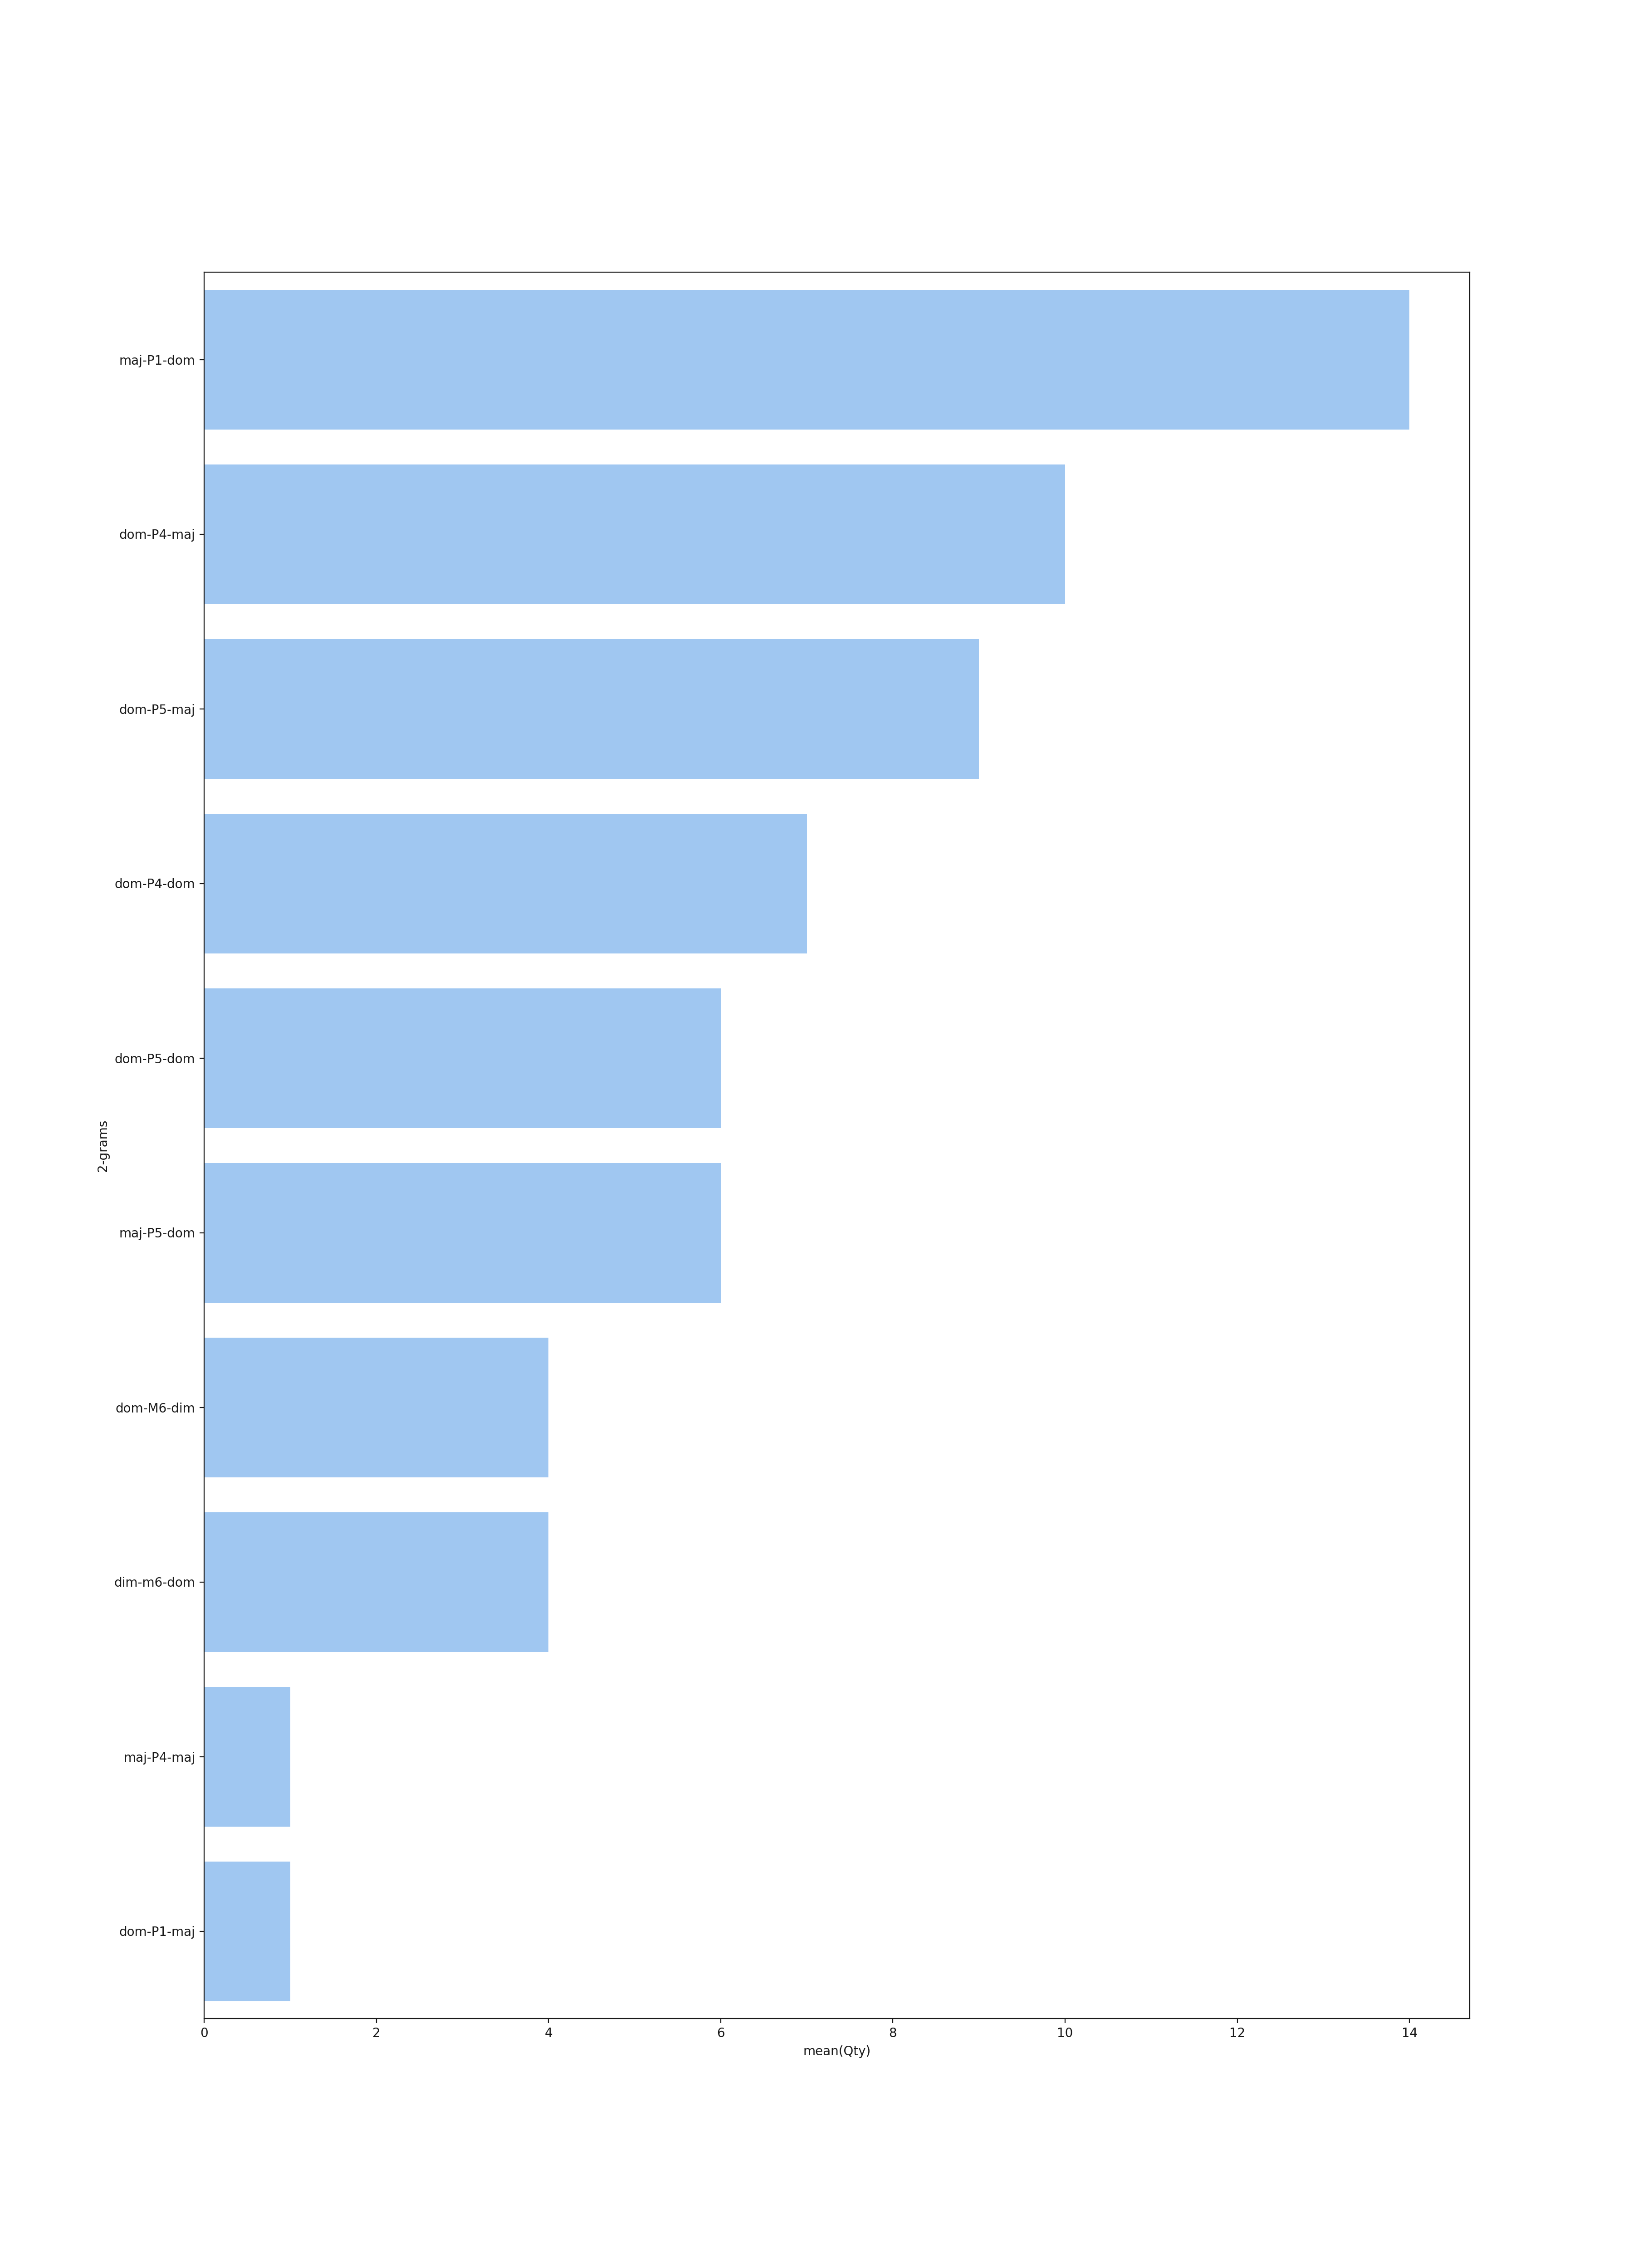 maj-P1-dom
dom-P4-maj
dom-P5-maj
dom-P4-dom
dom-P5-dom
2-grams
maj-P5-dom
dom-M6-dim
dim-m6-dom
maj-P4-maj
dom-P1-maj
0 2 4 6 8 10 12 14
mean(Qty)